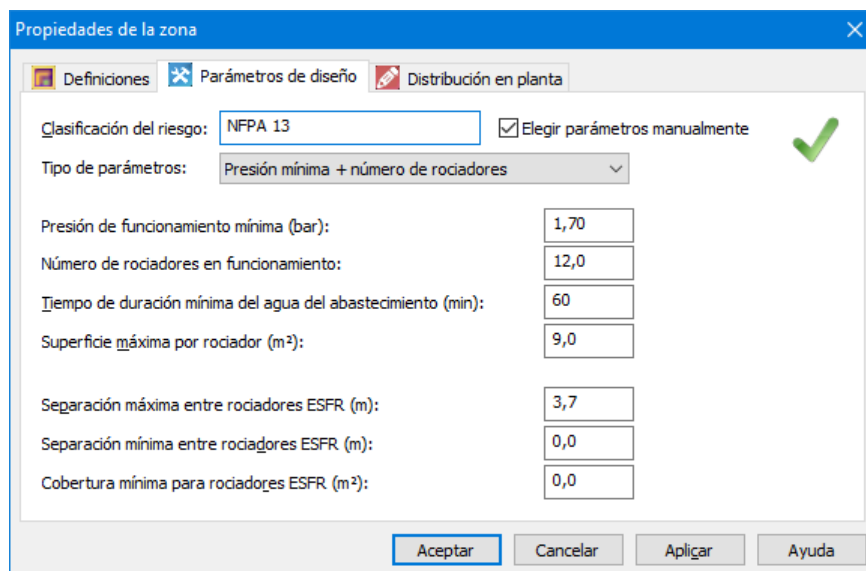 Propiedades de la zona
Definiciones Parámetros de diseño Distribución en planta
Clasificación del riesgo: NFPA 13 Elegir parámetros manualmente
Tipo de parámetros: Presión mínima + número de rociadores
Presión de funcionamiento mínima (bar): 1,70
Número de rociadores en funcionamiento: 12,0
Tiempo de duración mínima del agua del abastecimiento (min): 60
Superficie máxima por rociador (m²): 9,0
Separación máxima entre rociadores ESFR (m): 3,7
Separación mínima entre rociadores ESFR (m): 0,0
Cobertura mínima para rociadores ESFR (m²): 0,0
Aceptar Cancelar Aplicar Ayuda